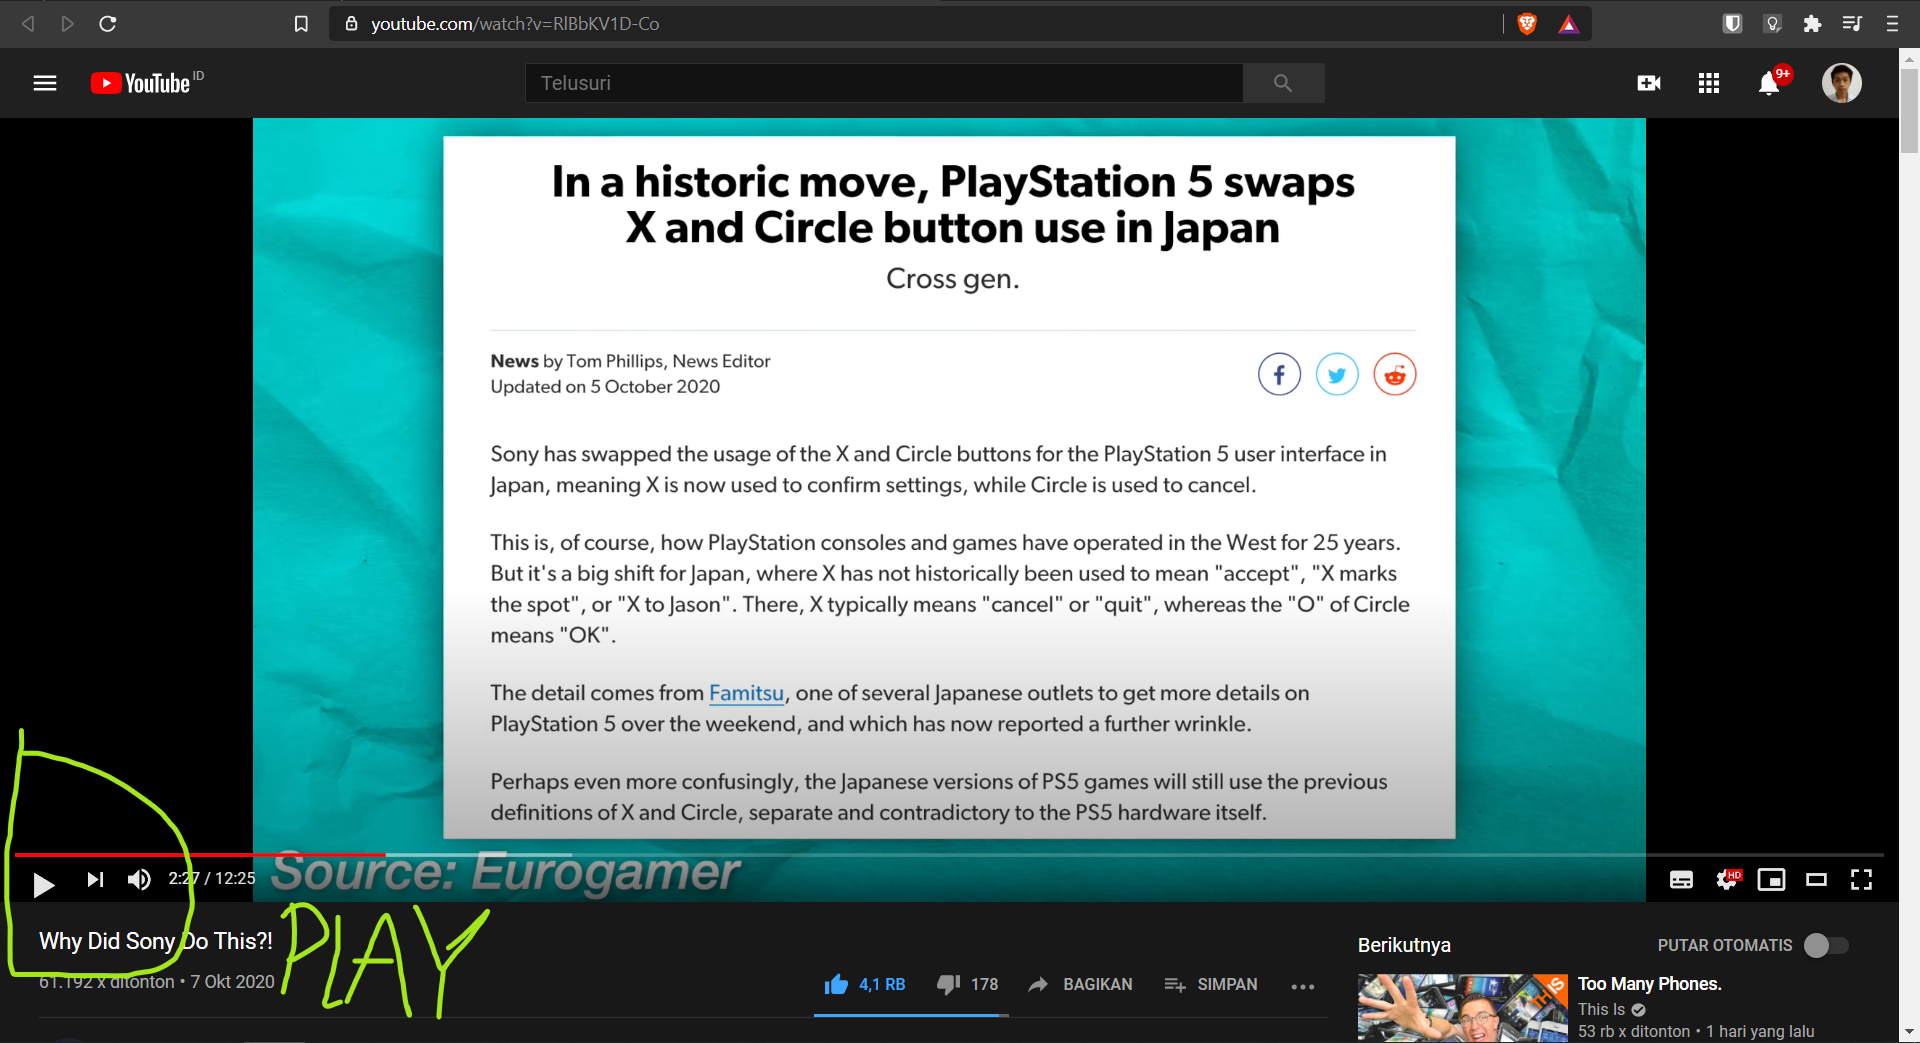 youtube.com/watch?v=RlBbKV1D-Co
YouTube ID
Telusuri
9+
In a historic move, PlayStation 5 swaps
X and Circle button use in Japan
Cross gen.
News by Tom Phillips, News Editor
Updated on 5 October 2020
Sony has swapped the usage of the X and Circle buttons for the PlayStation 5 user interface in
Japan, meaning X is now used to confirm settings, while Circle is used to cancel.
This is, of course, how PlayStation consoles and games have operated in the West for 25 years.
But it's a big shift for Japan, where X has not historically been used to mean "accept", "X marks
the spot", or "X to Jason". There, X typically means "cancel" or "quit", whereas the "O" of Circle
means "OK".
The detail comes from Famitsu, one of several Japanese outlets to get more details on
PlayStation 5 over the weekend, and which has now reported a further wrinkle.
Perhaps even more confusingly, the Japanese versions of PS5 games will still use the previous
definitions of X and Circle, separate and contradictory to the PS5 hardware itself.
Source: Eurogamer
2:27 / 12:25
HD
PLAY
Why Did Sony Do This?!
61.192 x ditonton • 7 Okt 2020
4,1 RB
178
BAGIKAN
SIMPAN
Berikutnya
PUTAR OTOMATIS
THIS
Too Many Phones.
This Is
53 rb x ditonton • 1 hari yang lalu